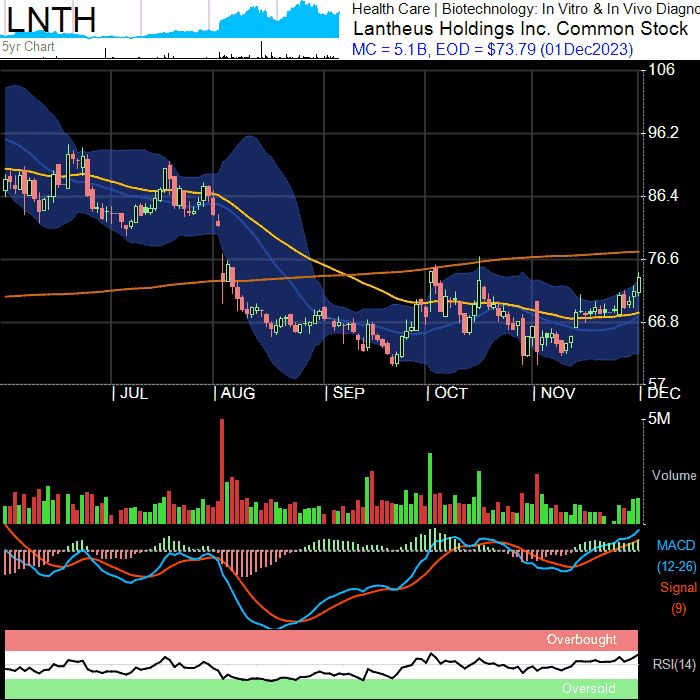 LNTH
5yr Chart
Health Care | Biotechnology: In Vitro & In Vivo Diagno
Lantheus Holdings Inc. Common Stock
MC = 5.1B, EOD = $73.79 (01Dec2023)
106
96.2
86.4
76.6
66.8
57
| JUL | AUG | SEP | OCT | NOV | DEC
5M
Volume
MACD
(12-26)
Signal
(9)
Overbought
RSI(14)
Oversold